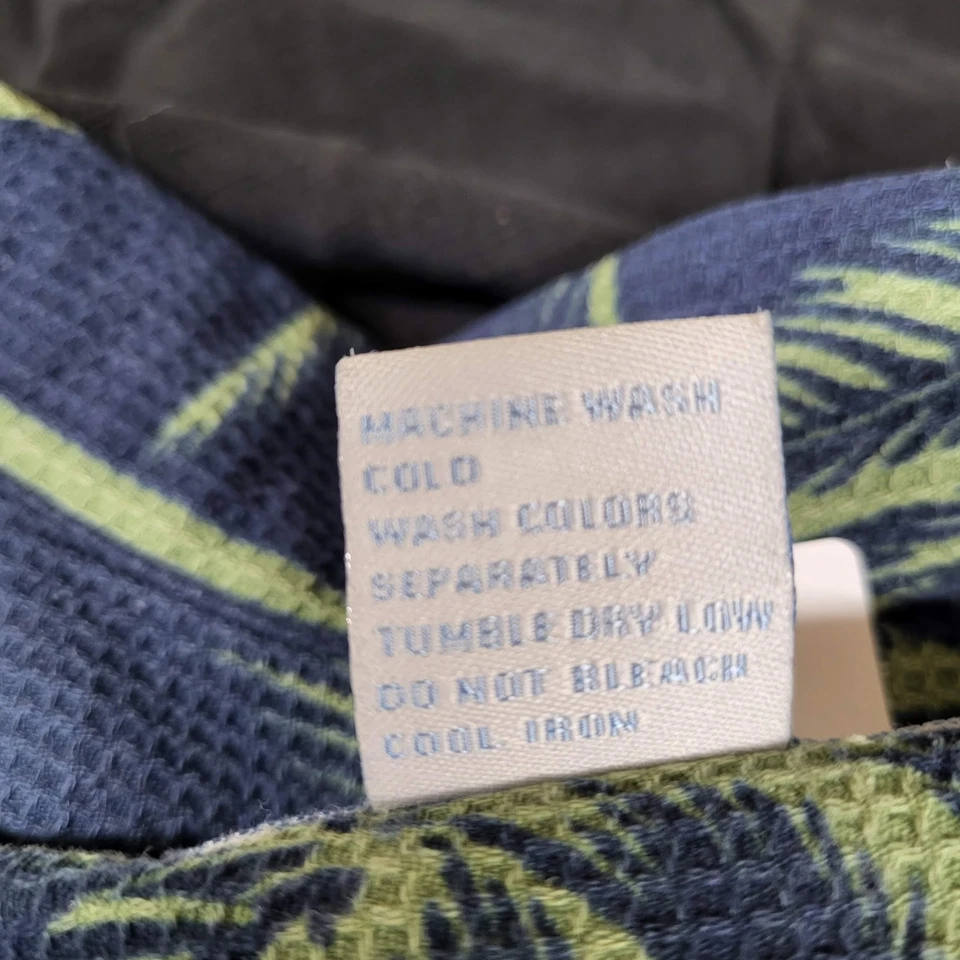 MACHINE WASH
COLD
WASH COLORS
SEPARATELY
TUMBLE DRY LOW
DO NOT BLEACH
COOL IRON